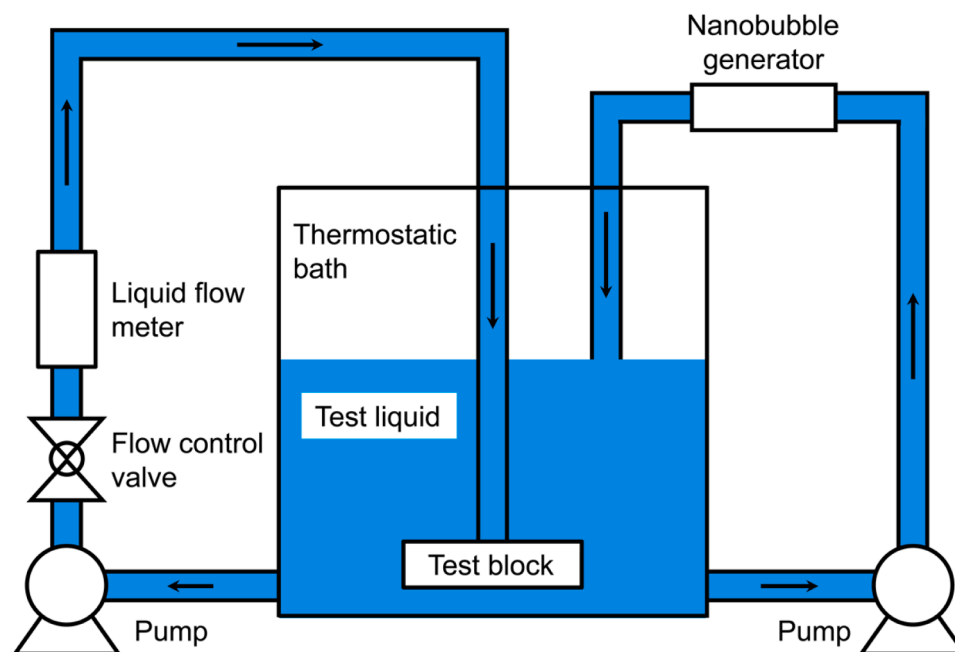 Nanobubble
generator
Thermostatic
bath
Liquid flow
meter
Test liquid
Flow control
valve
Test block
Pump
Pump